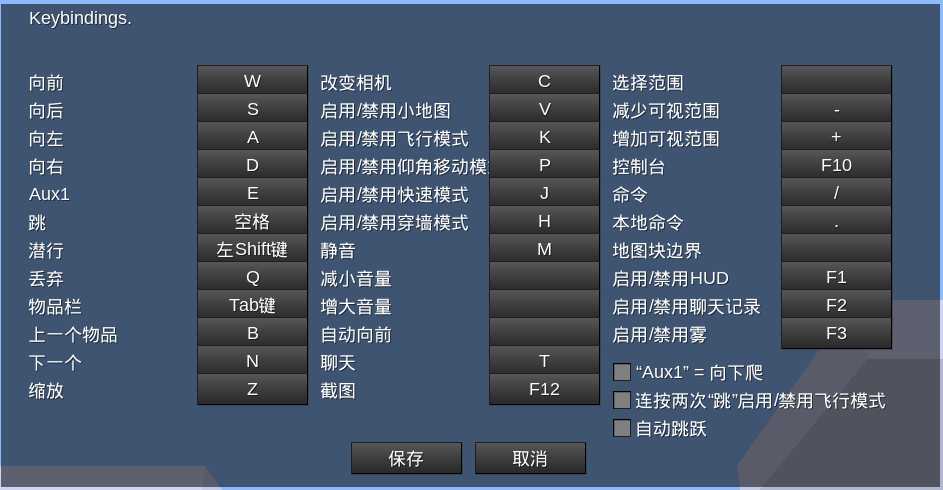 Keybindings.
向前 W 改变相机 C 选择范围
向后 S 启用/禁用小地图 V 减少可视范围 -
向左 A 启用/禁用飞行模式 K 增加可视范围 +
向右 D 启用/禁用仰角移动模 P 控制台 F10
Aux1 E 启用/禁用快速模式 J 命令 /
跳 空格 启用/禁用穿墙模式 H 本地命令 .
潜行 左Shift键 静音 M 地图块边界
丢弃 Q 减小音量 启用/禁用HUD F1
物品栏 Tab键 增大音量 启用/禁用聊天记录 F2
上一个物品 B 自动向前 启用/禁用雾 F3
下一个 N 聊天 T
缩放 Z 截图 F12
“Aux1” = 向下爬
连按两次“跳”启用/禁用飞行模式
自动跳跃
保存 取消